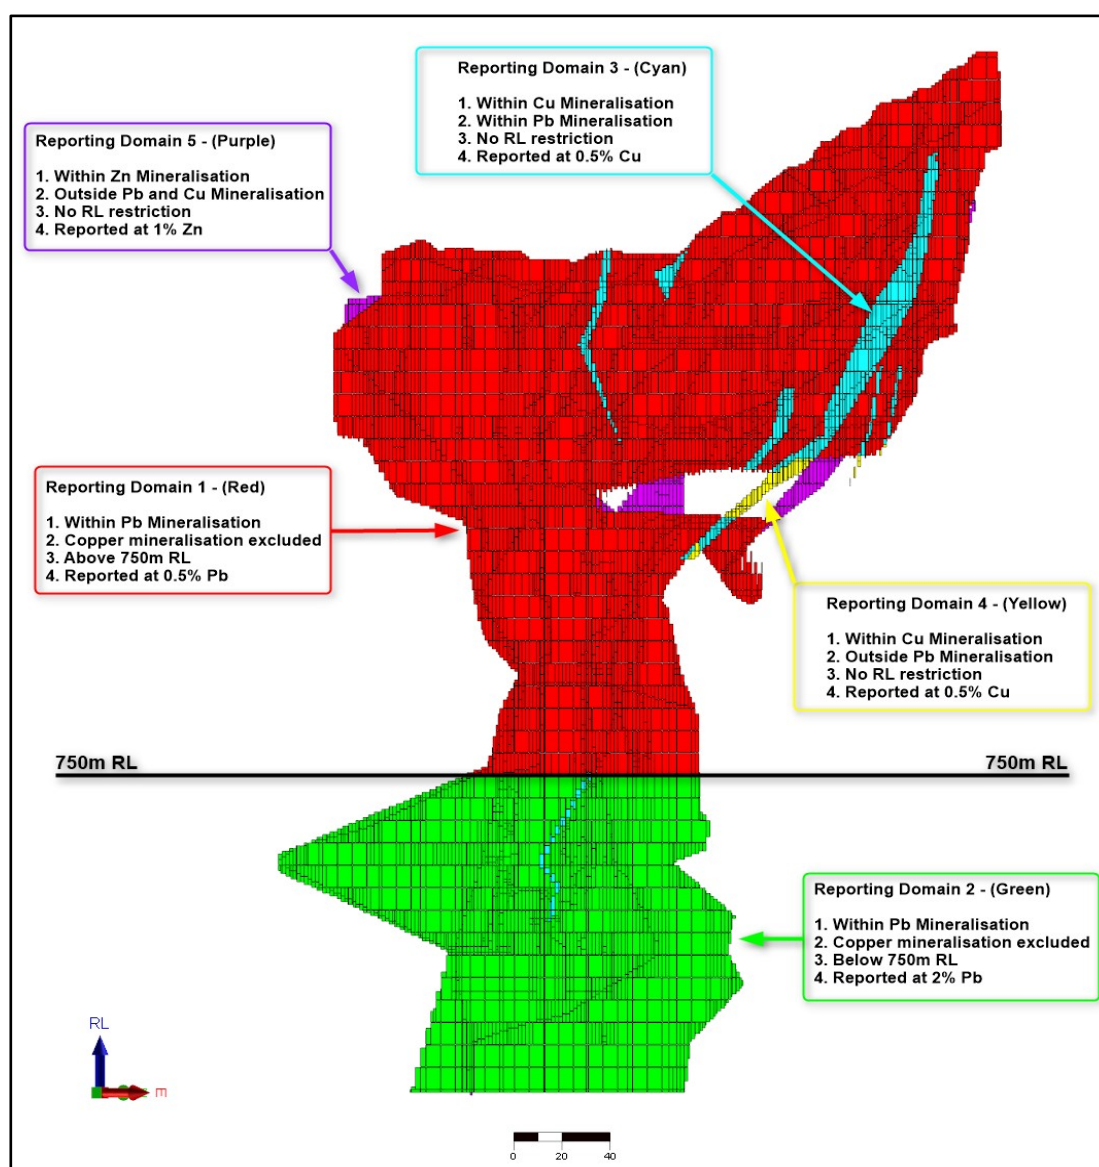 Reporting Domain 3 - (Cyan)
1. Within Cu Mineralisation
2. Within Pb Mineralisation
3. No RL restriction
4. Reported at 0.5% Cu
Reporting Domain 5 - (Purple)
1. Within Zn Mineralisation
2. Outside Pb and Cu Mineralisation
3. No RL restriction
4. Reported at 1% Zn
Reporting Domain 1 - (Red)
1. Within Pb Mineralisation
2. Copper mineralisation excluded
3. Above 750m RL
4. Reported at 0.5% Pb
Reporting Domain 4 - (Yellow)
1. Within Cu Mineralisation
2. Outside Pb Mineralisation
3. No RL restriction
4. Reported at 0.5% Cu
750m RL
750m RL
Reporting Domain 2 - (Green)
1. Within Pb Mineralisation
2. Copper mineralisation excluded
3. Below 750m RL
4. Reported at 2% Pb
RL
E
0 20 40